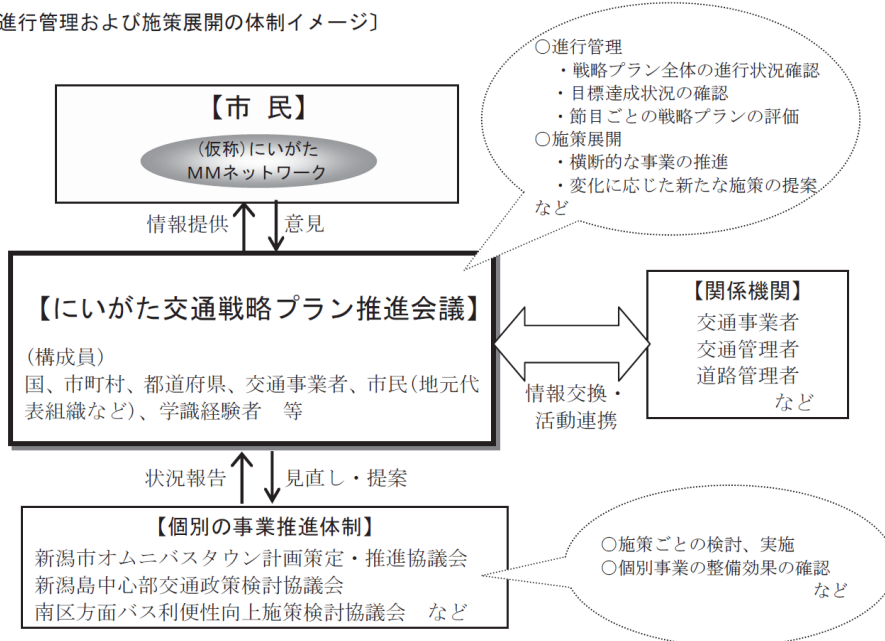 進行管理および施策展開の体制イメージ〕
○進行管理
・戦略プラン全体の進行状況確認
・目標達成状況の確認
・節目ごとの戦略プランの評価
○施策展開
・横断的な事業の推進
・変化に応じた新たな施策の提案
など
【市 民】
(仮称)にいがた
MMネットワーク
情報提供
意見
【にいがた交通戦略プラン推進会議】
(構成員)
国、市町村、都道府県、交通事業者、市民(地元代
表組織など)、学識経験者 等
情報交換・
活動連携
【関係機関】
交通事業者
交通管理者
道路管理者
など
状況報告
見直し・提案
【個別の事業推進体制】
新潟市オムニバスタウン計画策定・推進協議会
新潟島中心部交通政策検討協議会
南区方面バス利便性向上施策検討協議会 など
○施策ごとの検討、実施
○個別事業の整備効果の確認
など